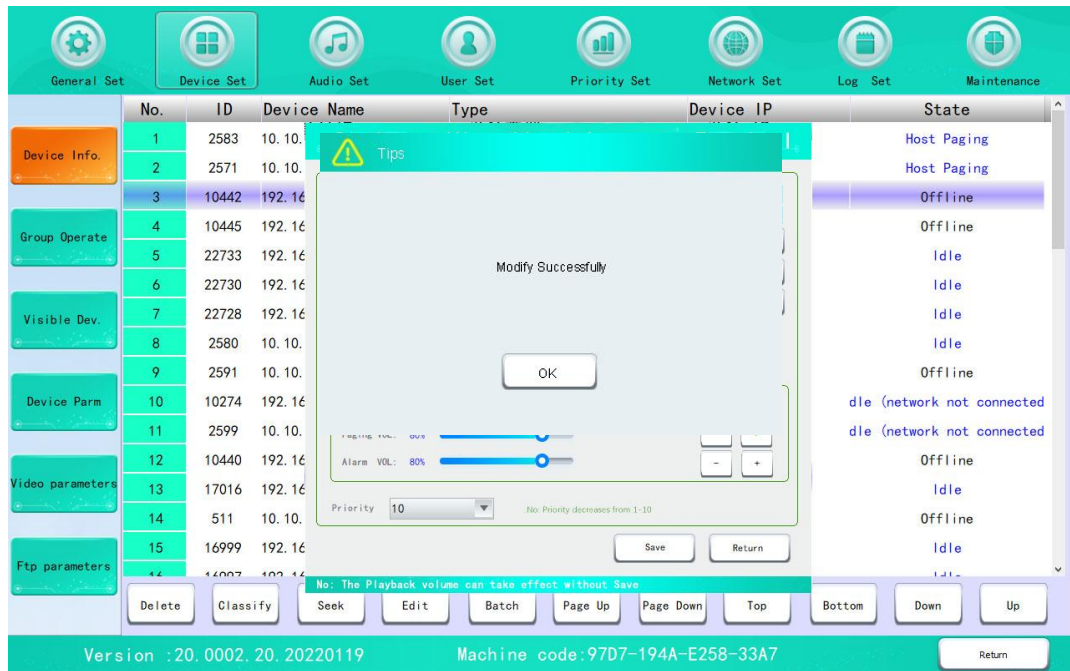 General Set Device Set Audio Set User Set Priority Set Network Set Log Set Maintenance
No. ID Device Name Type Device IP State
Device Info.
Group Operate
Visible Dev.
Device Parm
Video parameters
Ftp parameters
1 2583 10.10. Host Paging
2 2571 10.10. Host Paging
3 10442 192.16 Offline
4 10445 192.16 Offline
5 22733 192.16 Idle
6 22730 192.16 Idle
7 22728 192.16 Idle
8 2580 10.10. Idle
9 2591 10.10. Offline
10 10274 192.16 dle (network not connected
11 2599 10.10. dle (network not connected
12 10440 192.16 Offline
13 17016 192.16 Idle
14 511 10.10. Offline
15 16999 192.16 Idle
Tips
Modify Successfully
OK
Paging VOL: 80%
Alarm VOL: 80% - +
Priority 10 No: Priority decreases from 1-10
Save Return
No: The Playback volume can take effect without Save
Delete Classify Seek Edit Batch Page Up Page Down Top Bottom Down Up
Version :20.0002.20.20220119 Machine code:97D7-194A-E258-33A7 Return